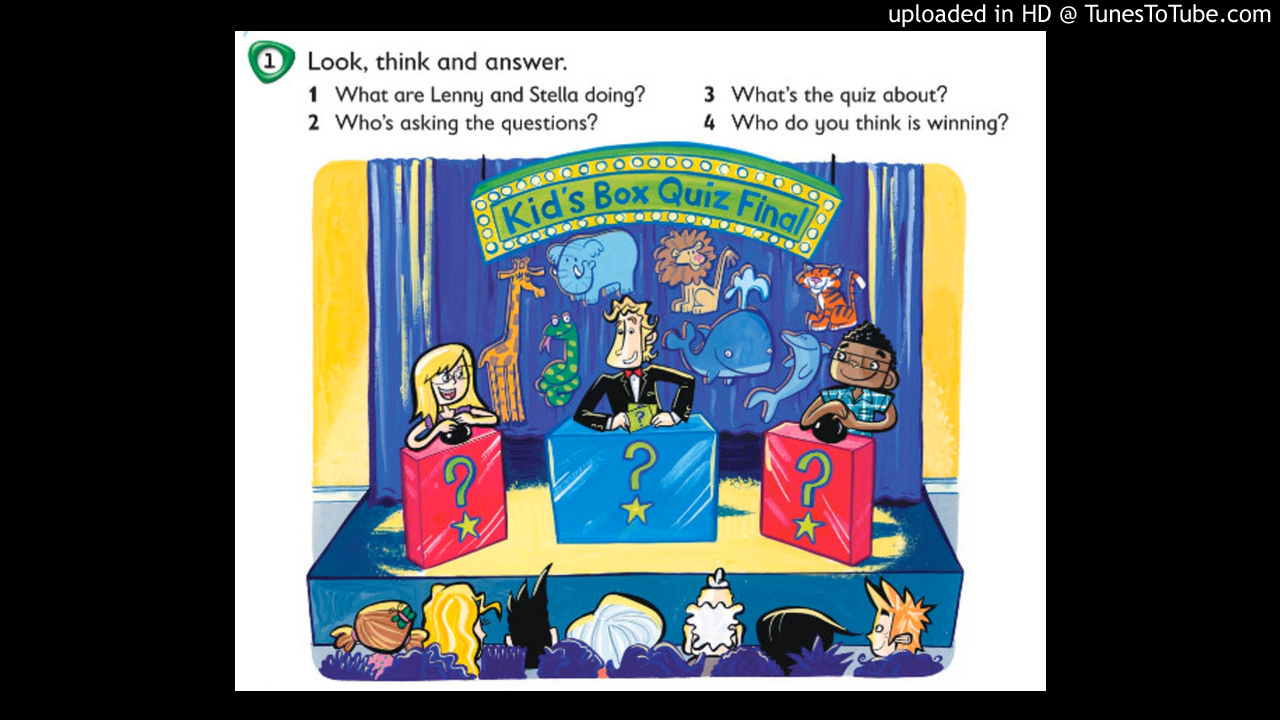 uploaded in HD @ TunesToTube.com
1 Look, think and answer.
1 What are Lenny and Stella doing?
2 Who's asking the questions?
3 What's the quiz about?
4 Who do you think is winning?
Kid's Box Quiz Final
?
?
?
?